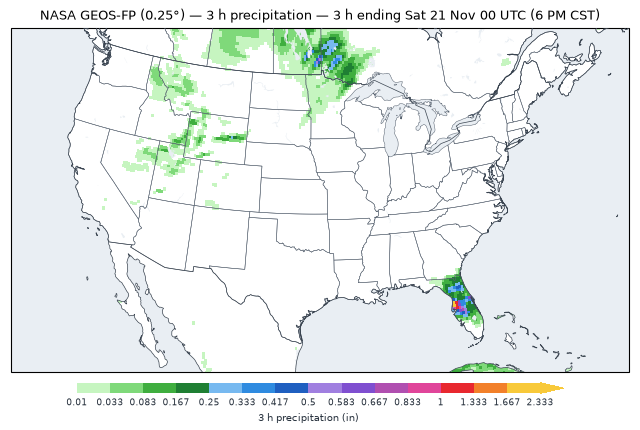 NASA GEOS-FP (0.25°) — 3 h precipitation — 3 h ending Sat 21 Nov 00 UTC (6 PM CST)
0.01 0.033 0.083 0.167 0.25 0.333 0.417 0.5 0.583 0.667 0.833 1 1.333 1.667 2.333
3 h precipitation (in)